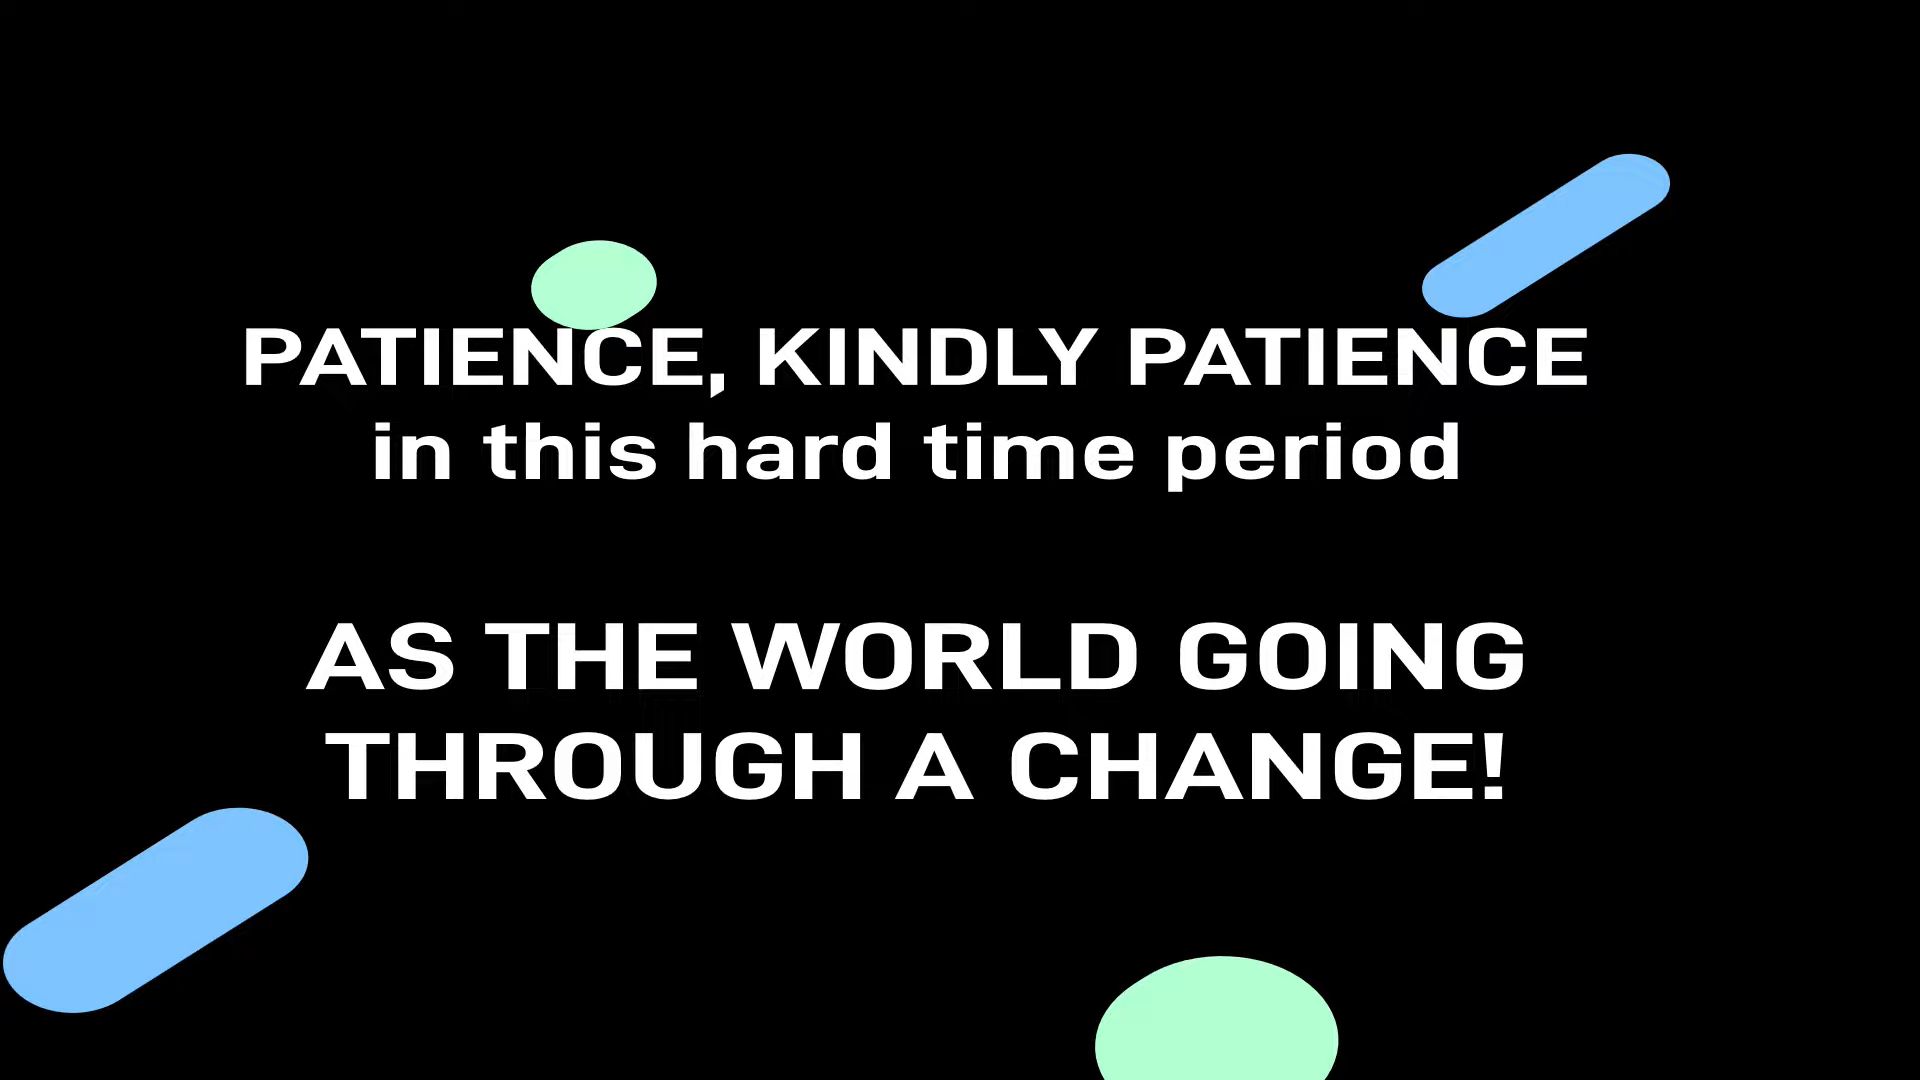 PATIENCE, KINDLY PATIENCE
in this hard time period
AS THE WORLD GOING
THROUGH A CHANGE!